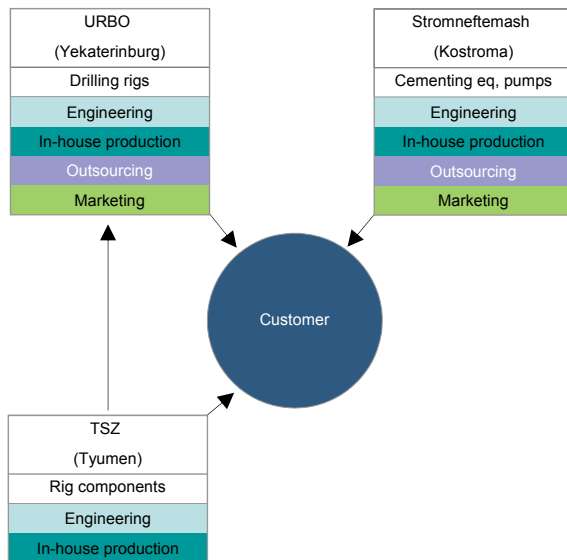 URBO
(Yekaterinburg)
Drilling rigs
Engineering
In-house production
Outsourcing
Marketing
Stromneftemash
(Kostroma)
Cementing eq, pumps
Engineering
In-house production
Outsourcing
Marketing
Customer
TSZ
(Tyumen)
Rig components
Engineering
In-house production